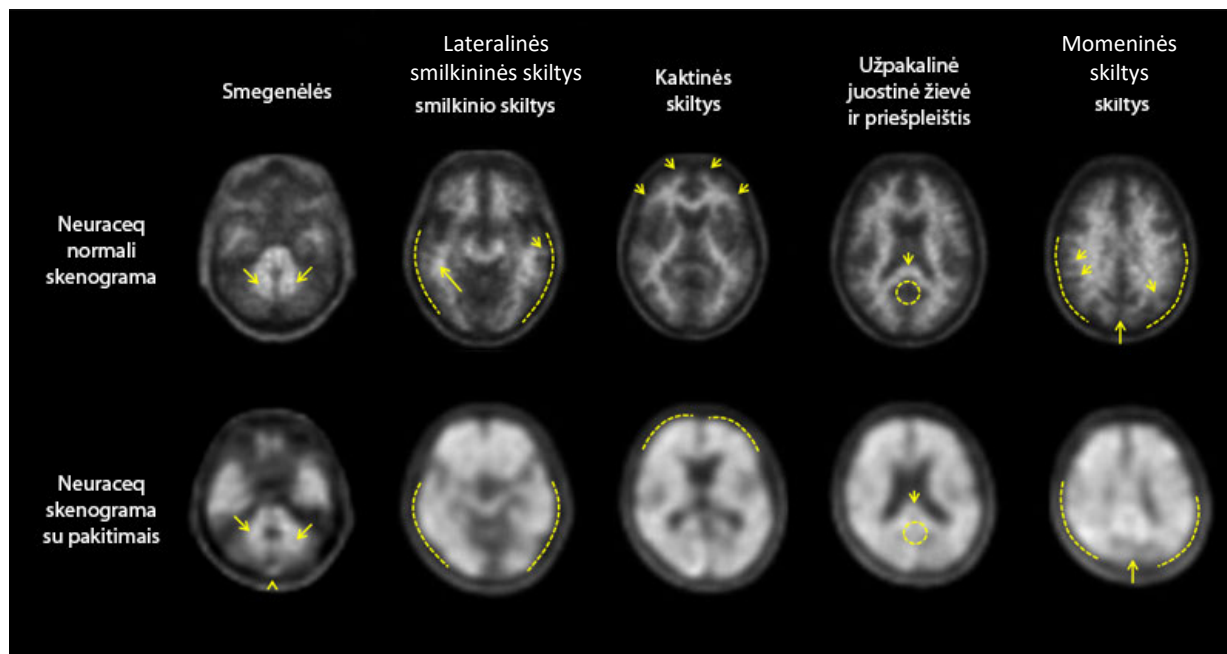 Smegenėlės
Lateralinės
smilkininės skiltys
smilkinio skiltys
Kaktinės
skiltys
Užpakalinė
juostinė žievė
ir priešpleištis
Momeninės
skiltys
skiltys
Neuraceq
normali
skenograma
Neuraceq
skenograma
su pakitimais